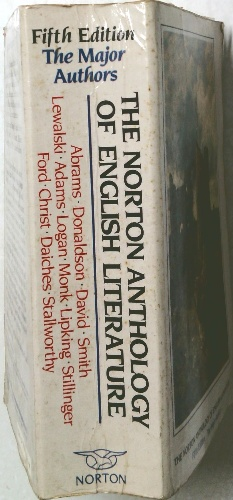 Fifth Edition
The Major
Authors
THE NORTON ANTHOLOGY
OF ENGLISH LITERATURE
Abrams · Donaldson · David · Smith
Lewalski · Adams · Logan · Monk · Lipking · Stillinger
Ford · Christ · Daiches · Stallworthy
NORTON